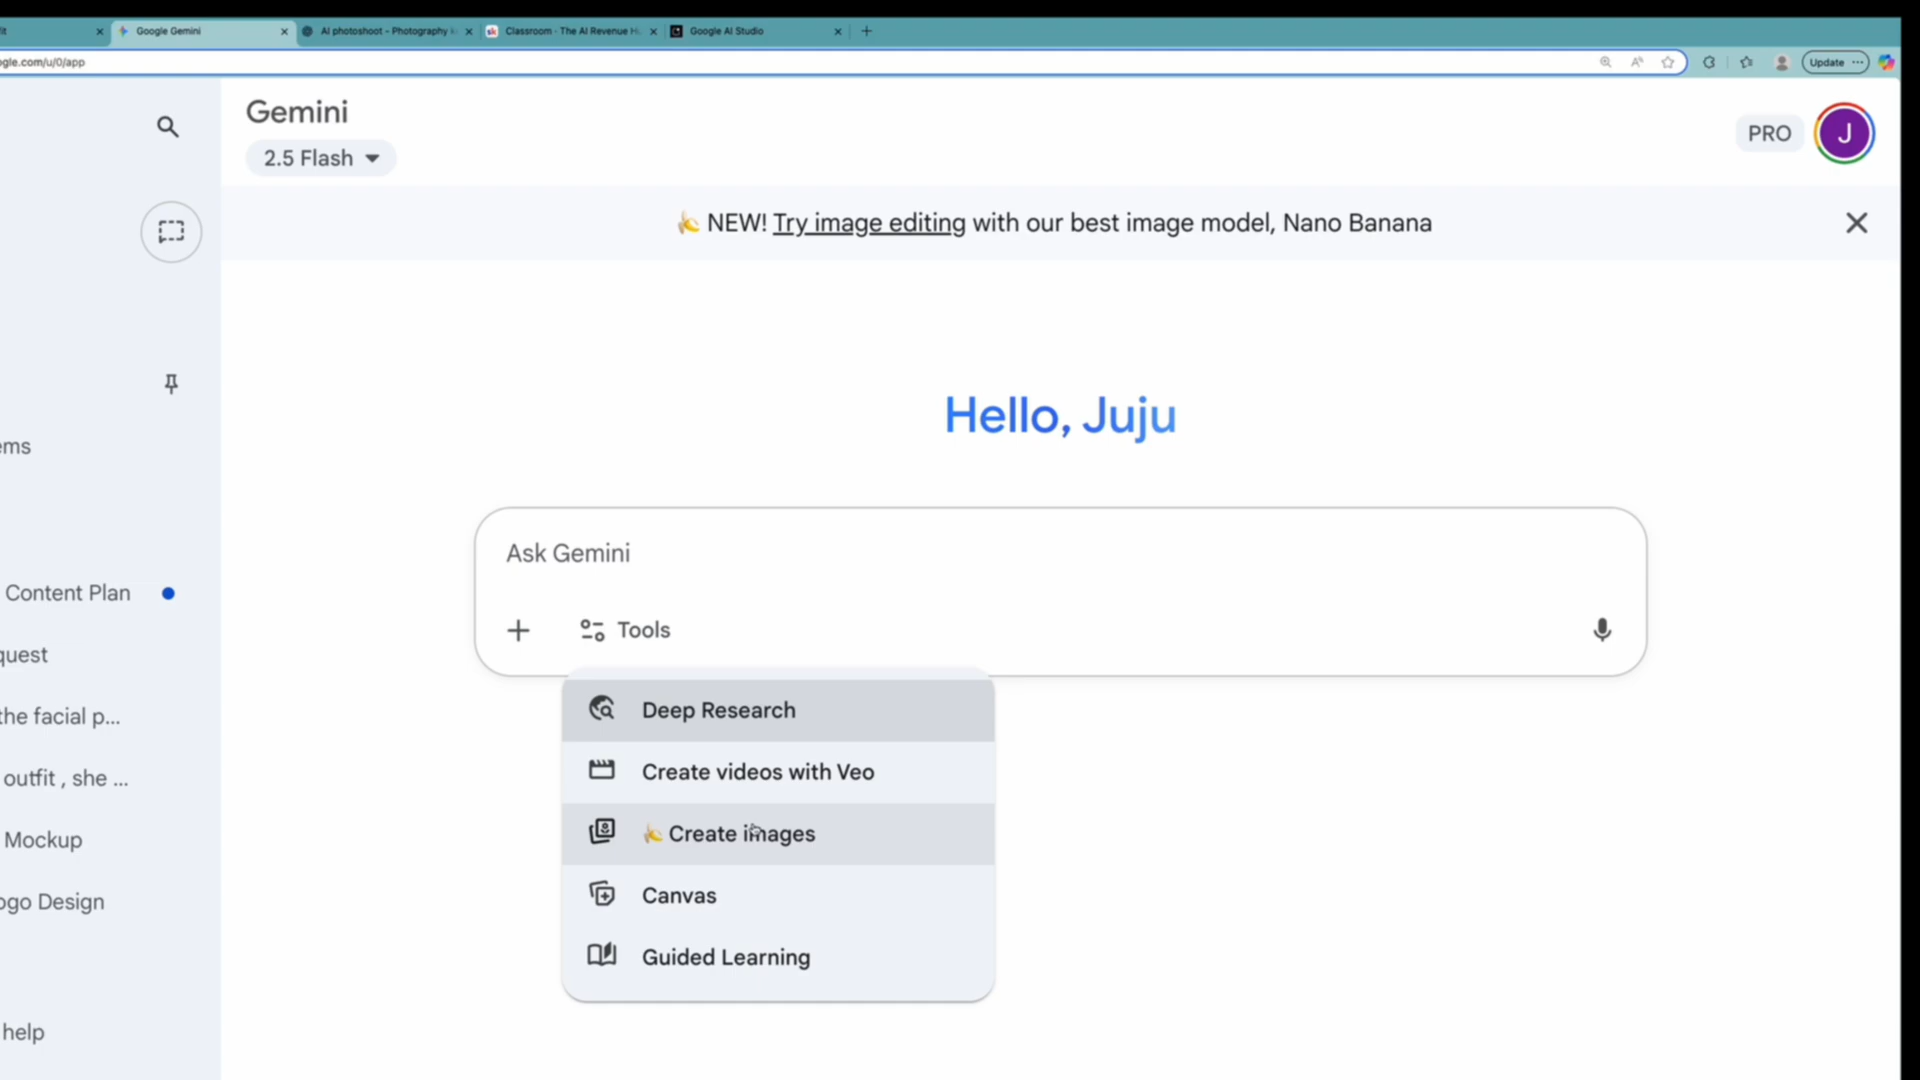 it
Google Gemini
AI photoshoot - Photography k
Classroom - The AI Revenue H
Google AI Studio
gle.com/u/0/app
Update
Gemini
2.5 Flash
PRO
J
NEW! Try image editing with our best image model, Nano Banana
Hello, Juju
Ask Gemini
Tools
Deep Research
Create videos with Veo
Create images
Canvas
Guided Learning
ems
Content Plan
quest
the facial p...
outfit , she ...
Mockup
ogo Design
help